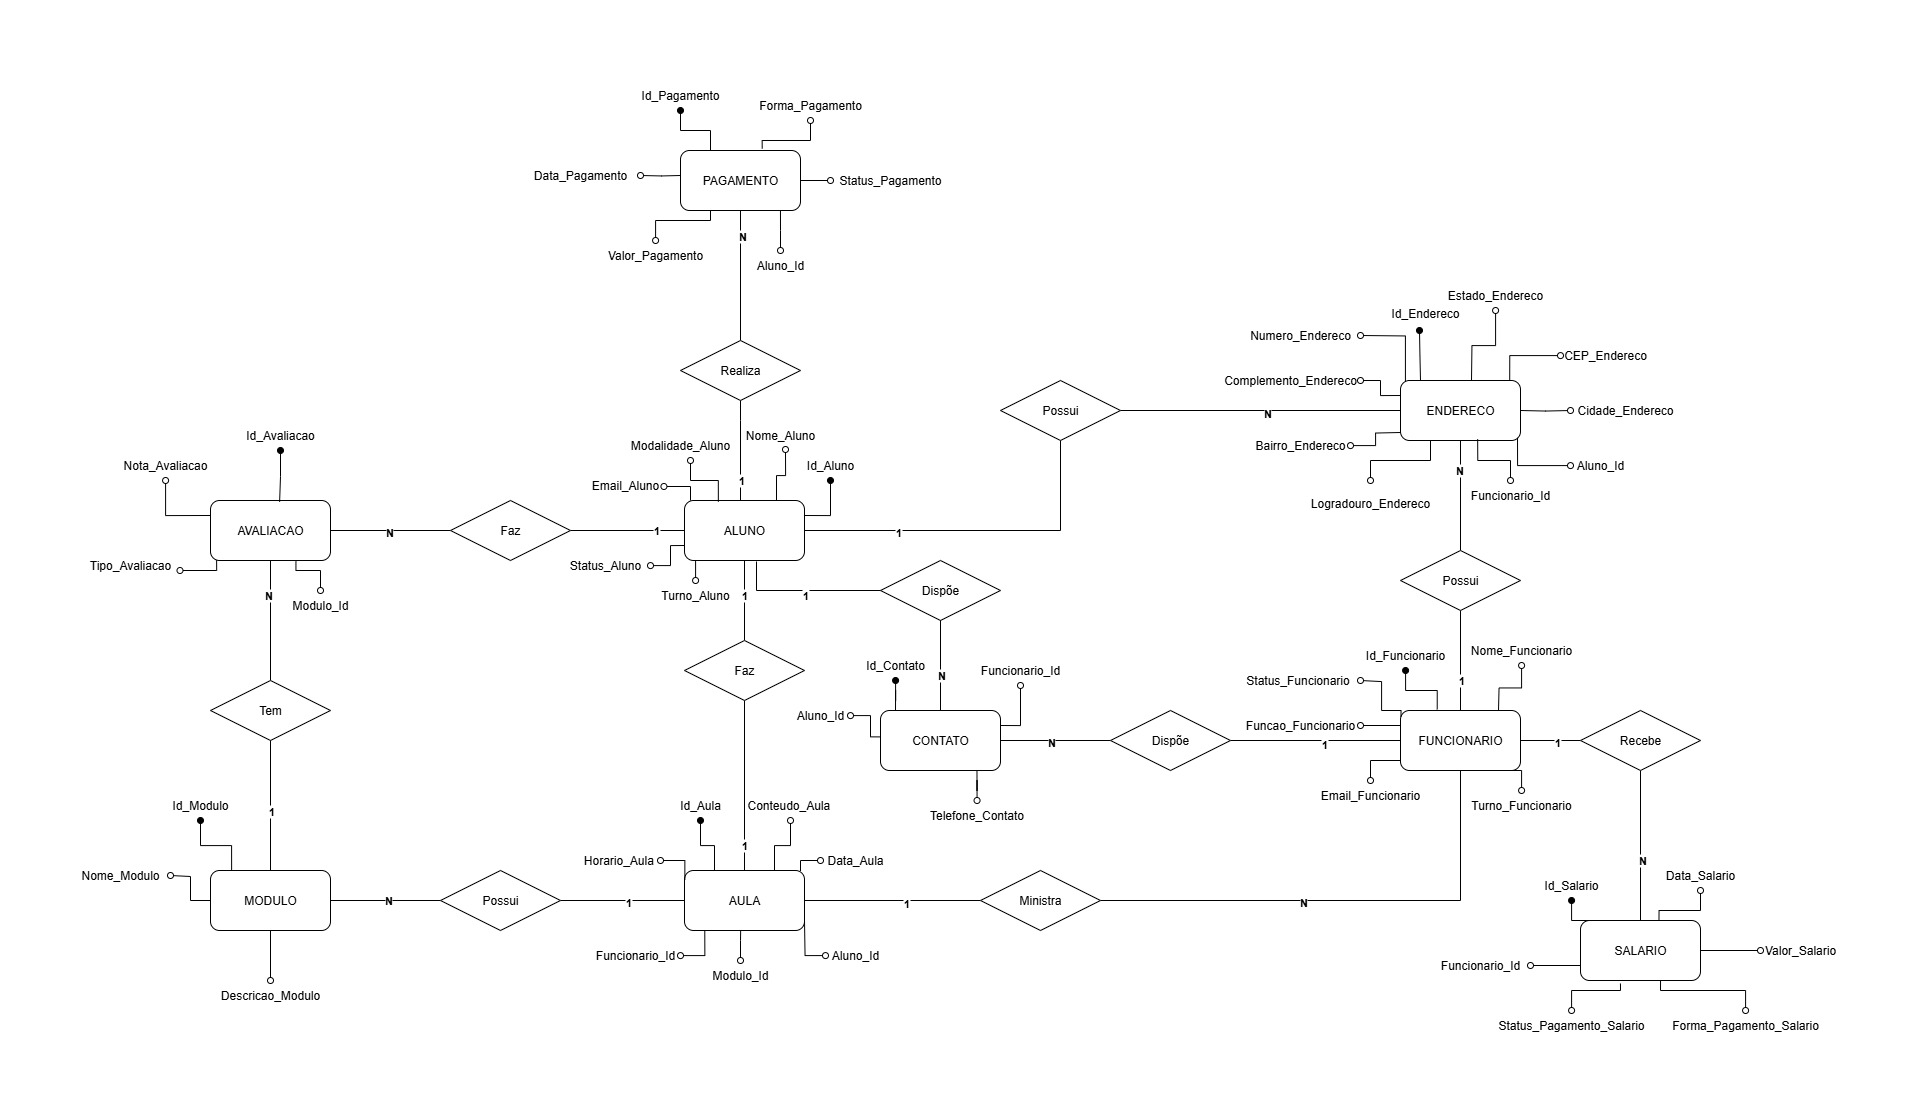 Id_Pagamento
Forma_Pagamento
Data_Pagamento
PAGAMENTO
Status_Pagamento
N
Valor_Pagamento
Aluno_Id
Realiza
Estado_Endereco
Id_Endereco
Numero_Endereco
CEP_Endereco
Complemento_Endereco
Possui
N
ENDERECO
Cidade_Endereco
Bairro_Endereco
Aluno_Id
N
Logradouro_Endereco
Funcionario_Id
Id_Avaliacao
Nota_Avaliacao
Modalidade_Aluno
Nome_Aluno
Id_Aluno
Email_Aluno
1
AVALIACAO
N
Faz
1
ALUNO
1
Tipo_Avaliacao
Status_Aluno
N
Modulo_Id
Turno_Aluno
1
1
Dispõe
Possui
Faz
Id_Contato
Funcionario_Id
N
Id_Funcionario
Nome_Funcionario
Status_Funcionario
1
Aluno_Id
Funcao_Funcionario
CONTATO
N
Dispõe
1
FUNCIONARIO
1
Recebe
Tem
Email_Funcionario
Turno_Funcionario
Telefone_Contato
1
Id_Modulo
Id_Aula
Conteudo_Aula
1
Horario_Aula
Data_Aula
N
Nome_Modulo
MODULO
N
Possui
1
AULA
1
Ministra
N
Id_Salario
Data_Salario
Funcionario_Id
Modulo_Id
Aluno_Id
SALARIO
Valor_Salario
Funcionario_Id
Descricao_Modulo
Status_Pagamento_Salario
Forma_Pagamento_Salario